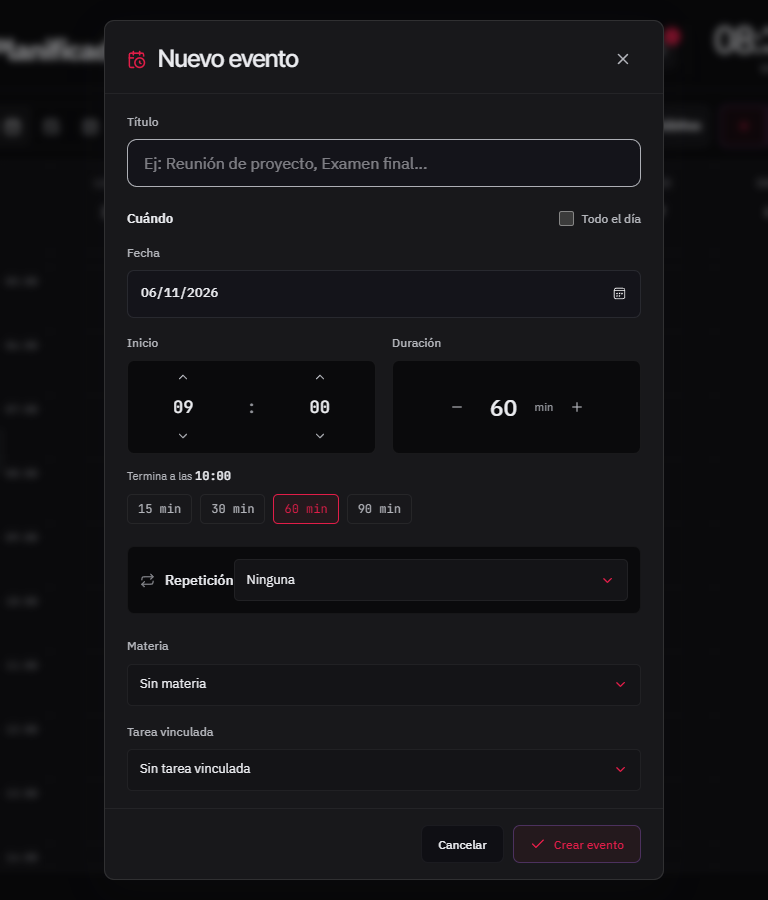 Nuevo evento
Título
Ej: Reunión de proyecto, Examen final...
Cuándo
Todo el día
Fecha
06/11/2026
Inicio
Duración
09 : 00
60 min
Termina a las 10:00
15 min
30 min
60 min
90 min
Repetición
Ninguna
Materia
Sin materia
Tarea vinculada
Sin tarea vinculada
Cancelar
Crear evento